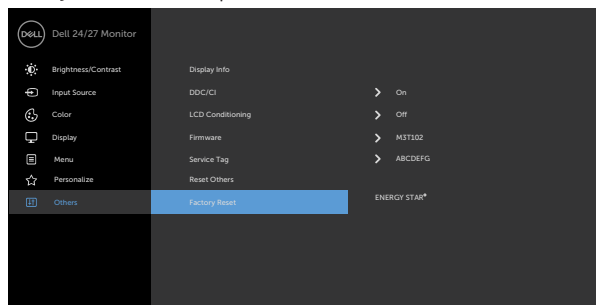 DELL Dell 24/27 Monitor
Brightness/Contrast Display Info
Input Source DDC/CI On
Color LCD Conditioning Off
Display Firmware M3T102
Menu Service Tag ABCDEFG
Personalize Reset Others
Others Factory Reset ENERGY STAR®